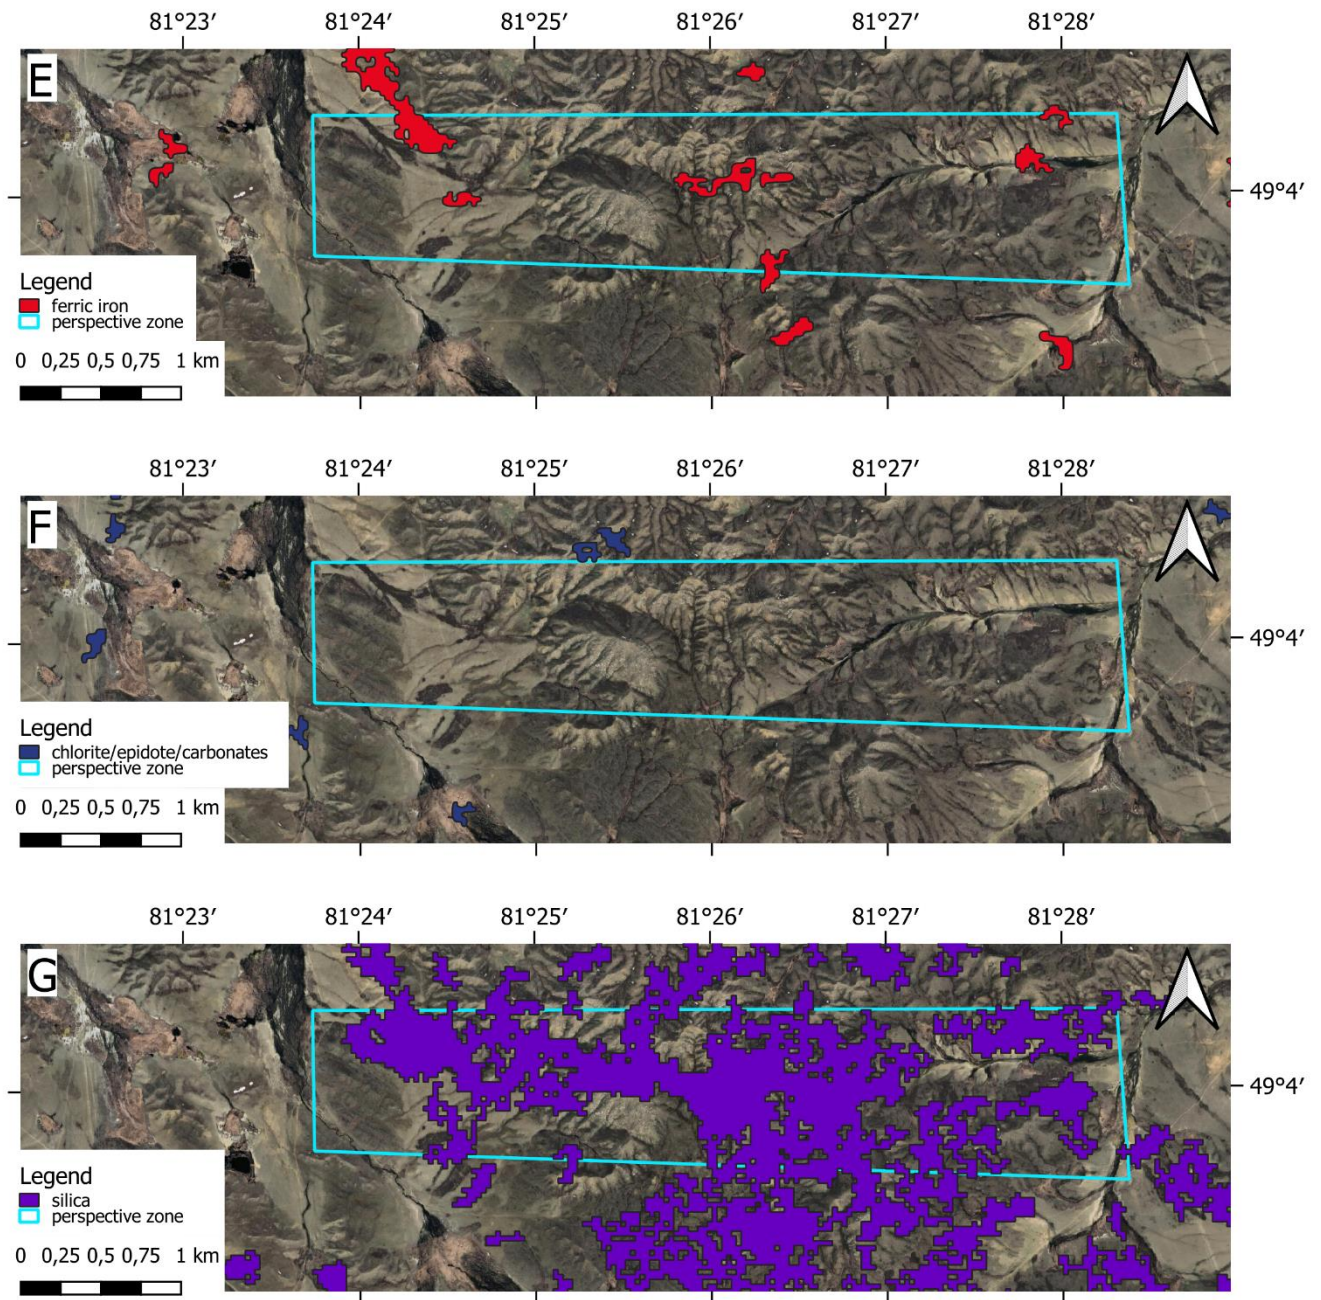 81°23′ 81°24′ 81°25′ 81°26′ 81°27′ 81°28′
E
49°4′
Legend
ferric iron
perspective zone
0 0,25 0,5 0,75 1 km
81°23′ 81°24′ 81°25′ 81°26′ 81°27′ 81°28′
F
49°4′
Legend
chlorite/epidote/carbonates
perspective zone
0 0,25 0,5 0,75 1 km
81°23′ 81°24′ 81°25′ 81°26′ 81°27′ 81°28′
G
49°4′
Legend
silica
perspective zone
0 0,25 0,5 0,75 1 km